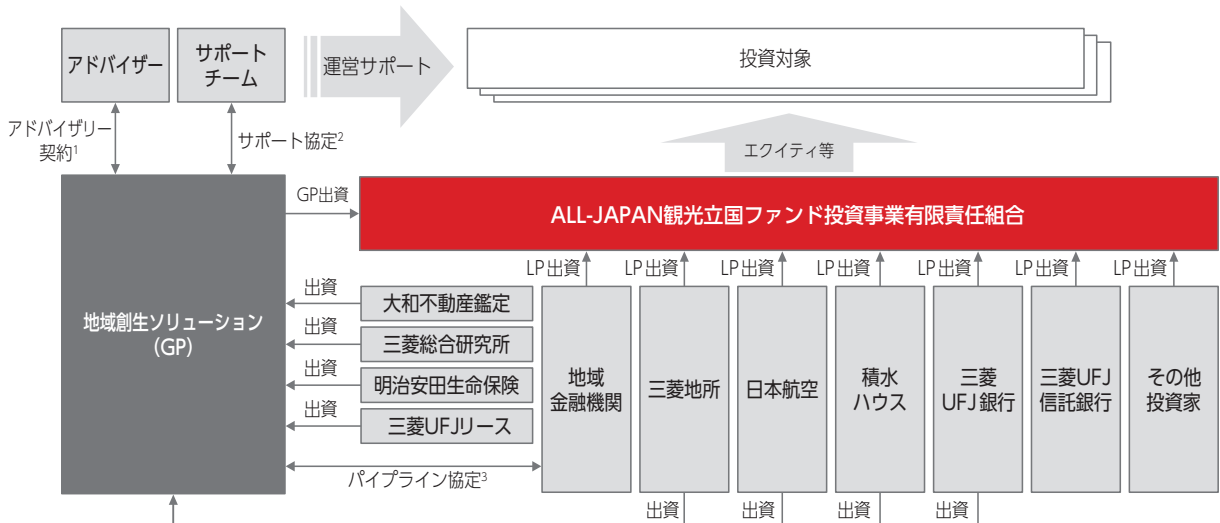 アドバイザー
サポート
チーム
運営サポート
投資対象
アドバイザリー
契約1
サポート協定2
エクイティ等
GP出資
ALL-JAPAN観光立国ファンド投資事業有限責任組合
LP出資
LP出資
LP出資
LP出資
LP出資
LP出資
LP出資
地域創生ソリューション
(GP)
出資
大和不動産鑑定
出資
三菱総合研究所
出資
明治安田生命保険
出資
三菱UFJリース
パイプライン協定3
地域
金融機関
三菱地所
日本航空
積水
ハウス
三菱
UFJ銀行
三菱UFJ
信託銀行
その他
投資家
出資
出資
出資
出資